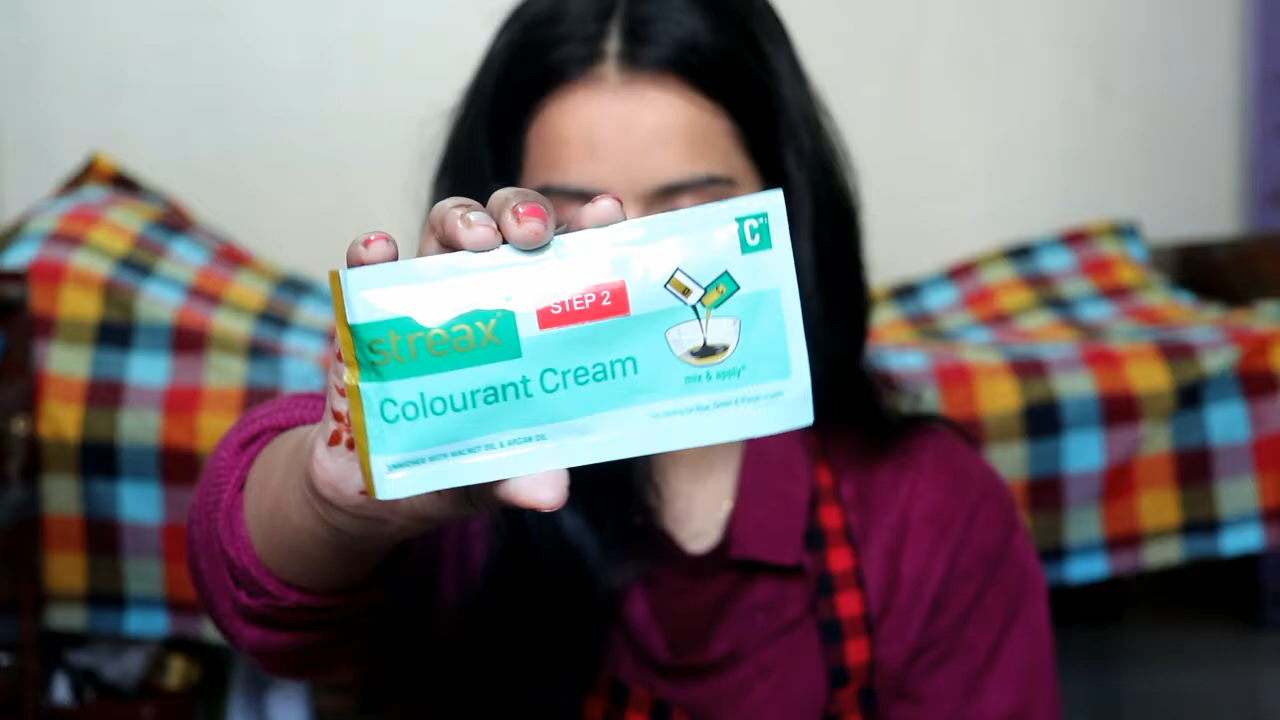 C
STEP 2
streax
Colourant Cream
mix & apply*
ENRICHED WITH WALNUT OIL & ARGAN OIL